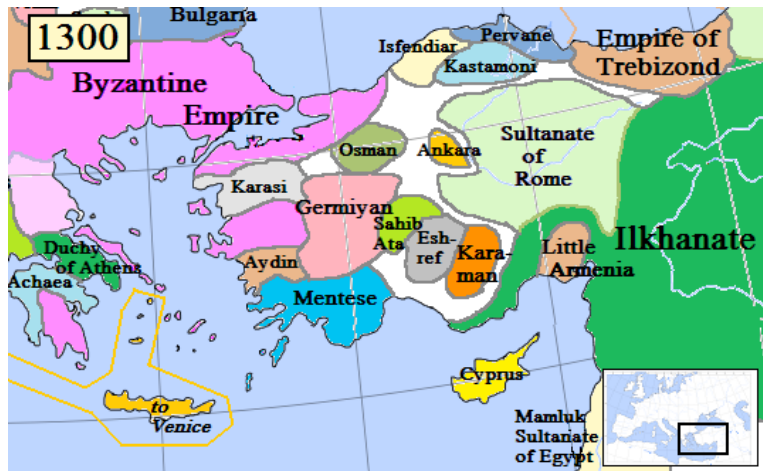 1300
Bulgaria
Byzantine
Empire
Isfendiar
Pervane
Kastamoni
Empire of
Trebizond
Osman
Ankara
Sultanate
of
Rome
Karasi
Germiyan
Sahib
Ata
Esh-
ref
Kara-
man
Little
Armenia
Ilkhanate
Duchy
of Athens
Achaea
Aydin
Mentese
Cyprus
to
Venice
Mamluk
Sultanate
of Egypt